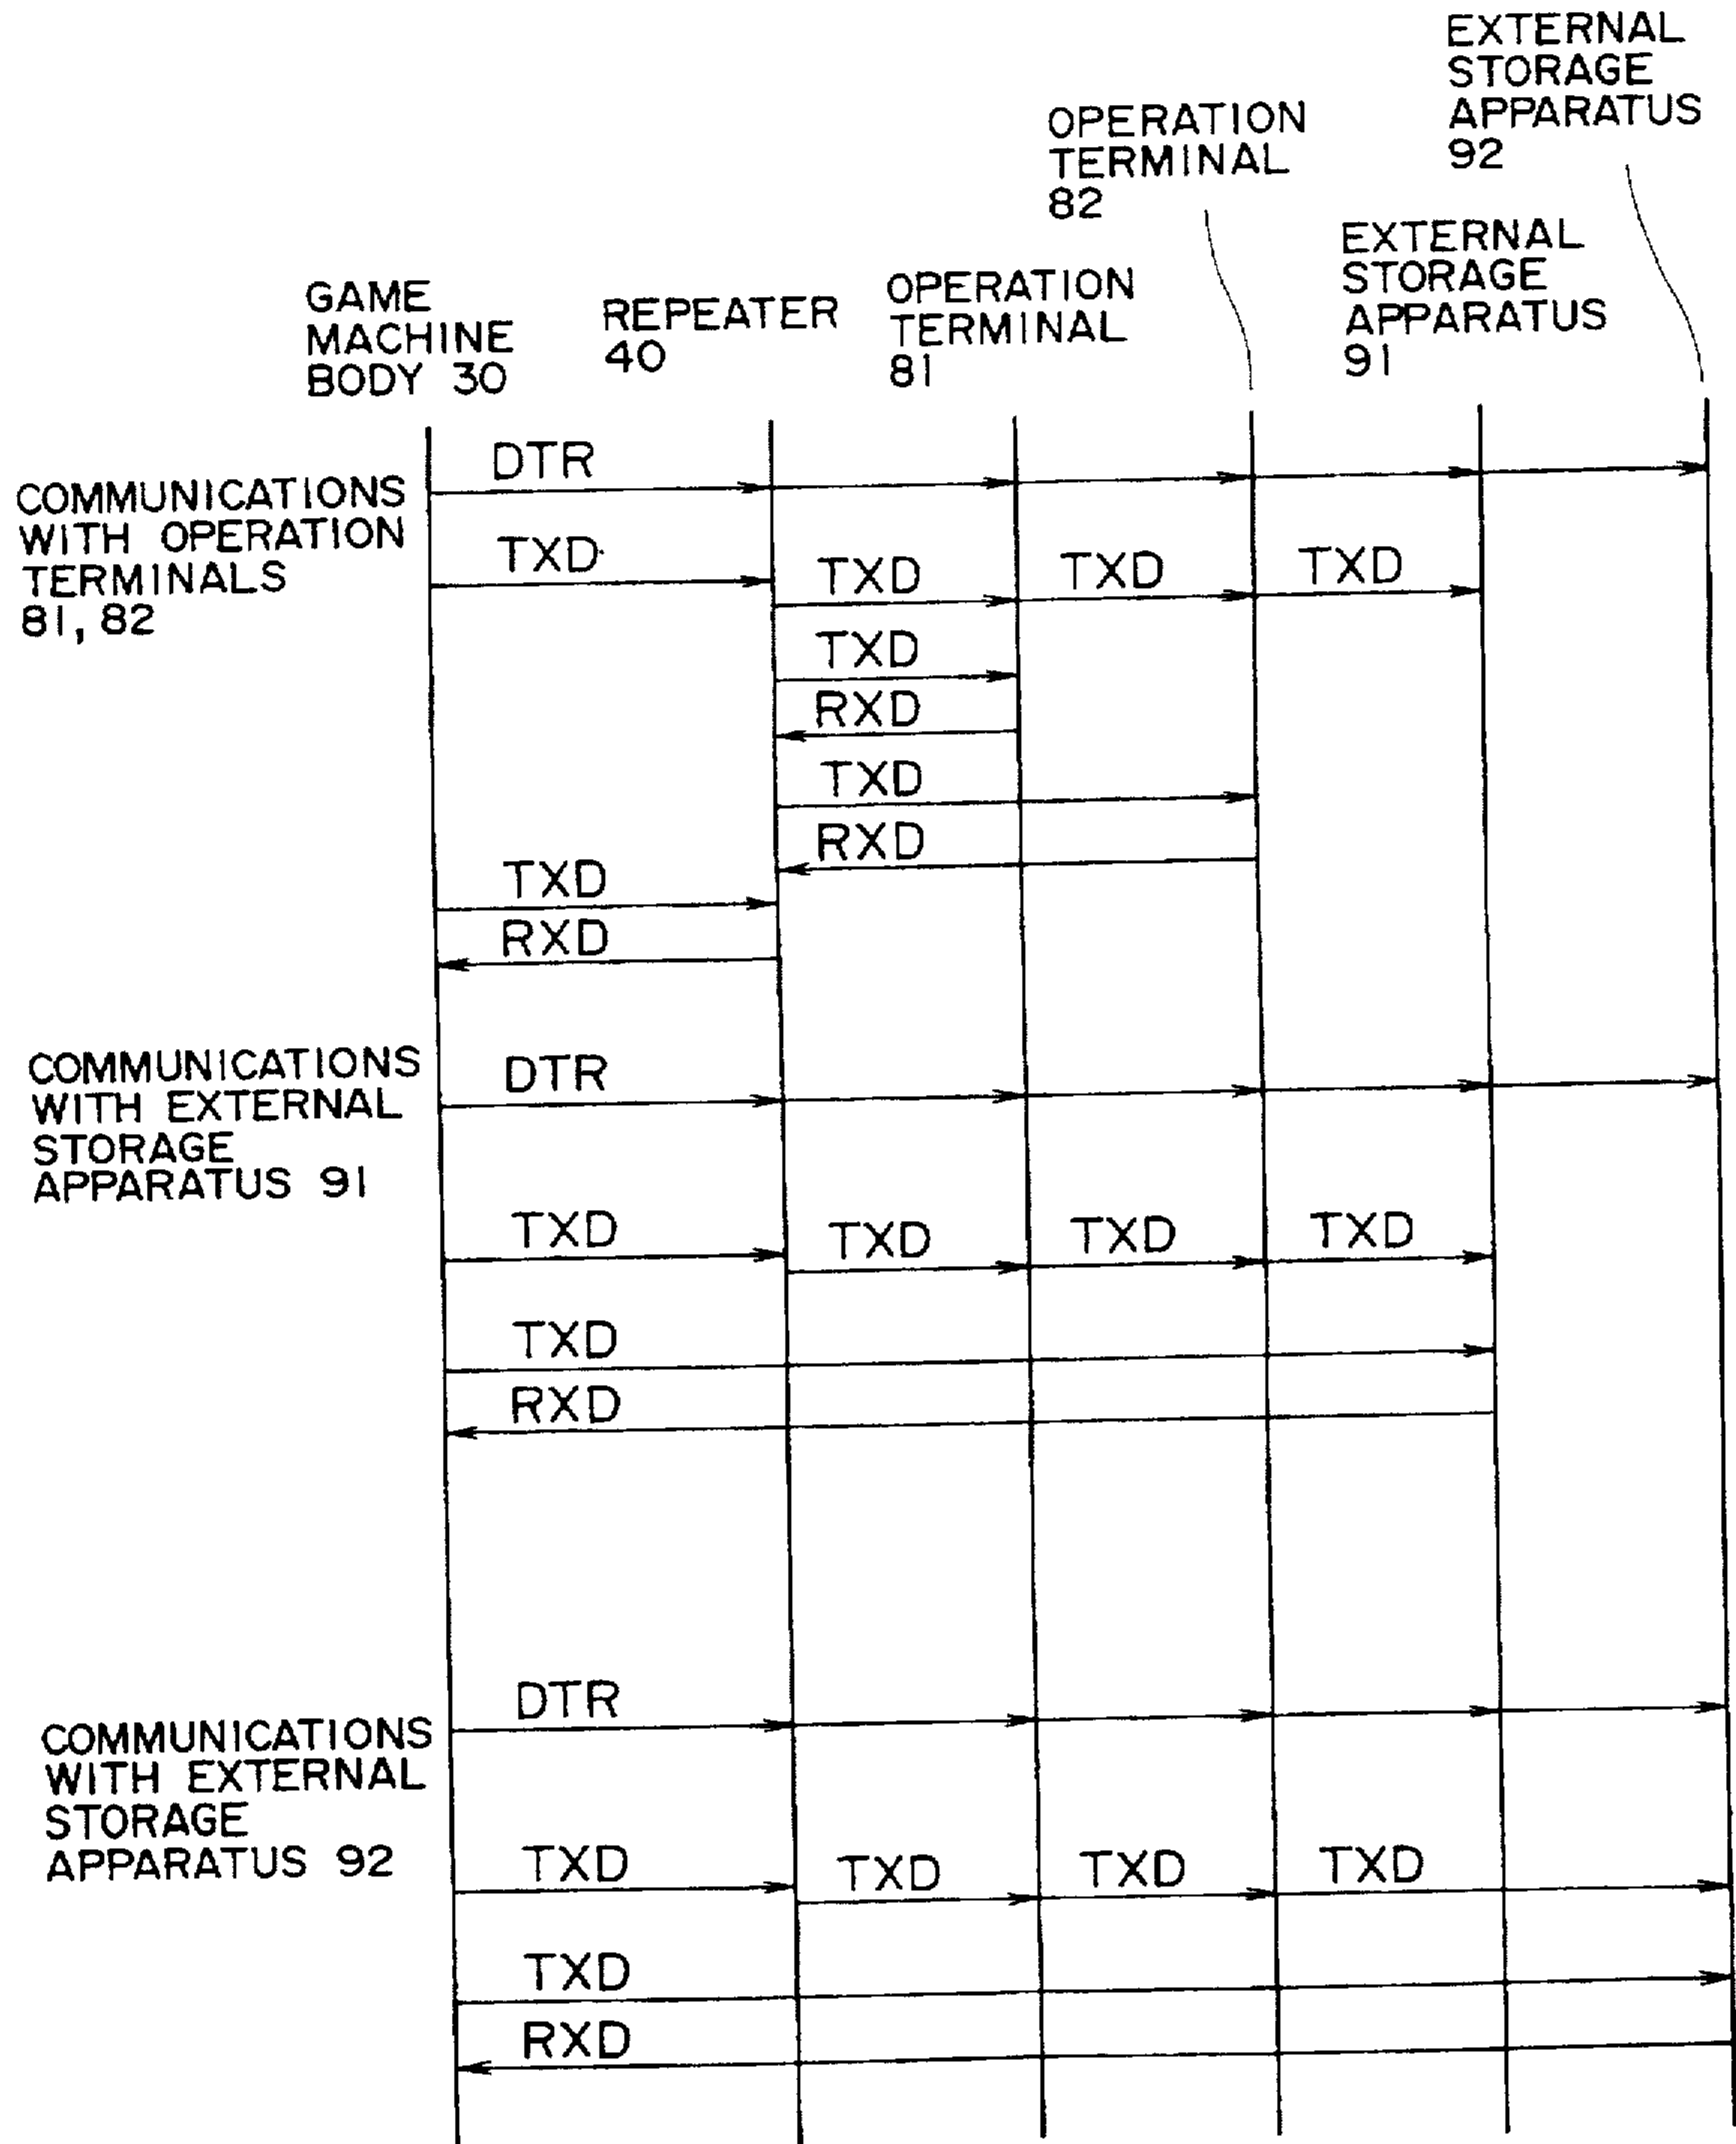 EXTERNAL
STORAGE
APPARATUS
92
OPERATION
TERMINAL
82
EXTERNAL
STORAGE
APPARATUS
91
OPERATION
TERMINAL
81
REPEATER
40
GAME
MACHINE
BODY 30
COMMUNICATIONS
WITH OPERATION
TERMINALS
81, 82
DTR
TXD
TXD
TXD
TXD
TXD
RXD
TXD
RXD
TXD
RXD
COMMUNICATIONS
WITH EXTERNAL
STORAGE
APPARATUS 91
DTR
TXD
TXD
TXD
TXD
TXD
RXD
COMMUNICATIONS
WITH EXTERNAL
STORAGE
APPARATUS 92
DTR
TXD
TXD
TXD
TXD
TXD
RXD